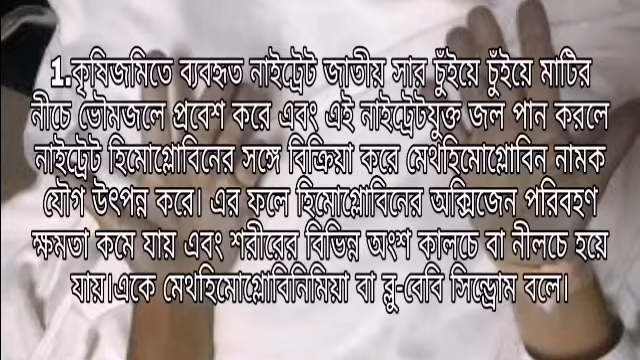 1.কৃষিজমিতে ব্যবহৃত নাইট্রেট জাতীয় সার চুঁইয়ে চুঁইয়ে মাটির
নীচে ভৌমজলে প্রবেশ করে এবং এই নাইট্রেটযুক্ত জল পান করলে
নাইট্রেট হিমোগ্লোবিনের সঙ্গে বিক্রিয়া করে মেথহিমোগ্লোবিন নামক
যৌগ উৎপন্ন করে। এর ফলে হিমোগ্লোবিনের অক্সিজেন পরিবহণ
ক্ষমতা কমে যায় এবং শরীরের বিভিন্ন অংশ কালচে বা নীলচে হয়ে
যায়।একে মেথহিমোগ্লোবিনিমিয়া বা ব্লু-বেবি সিন্ড্রোম বলে।